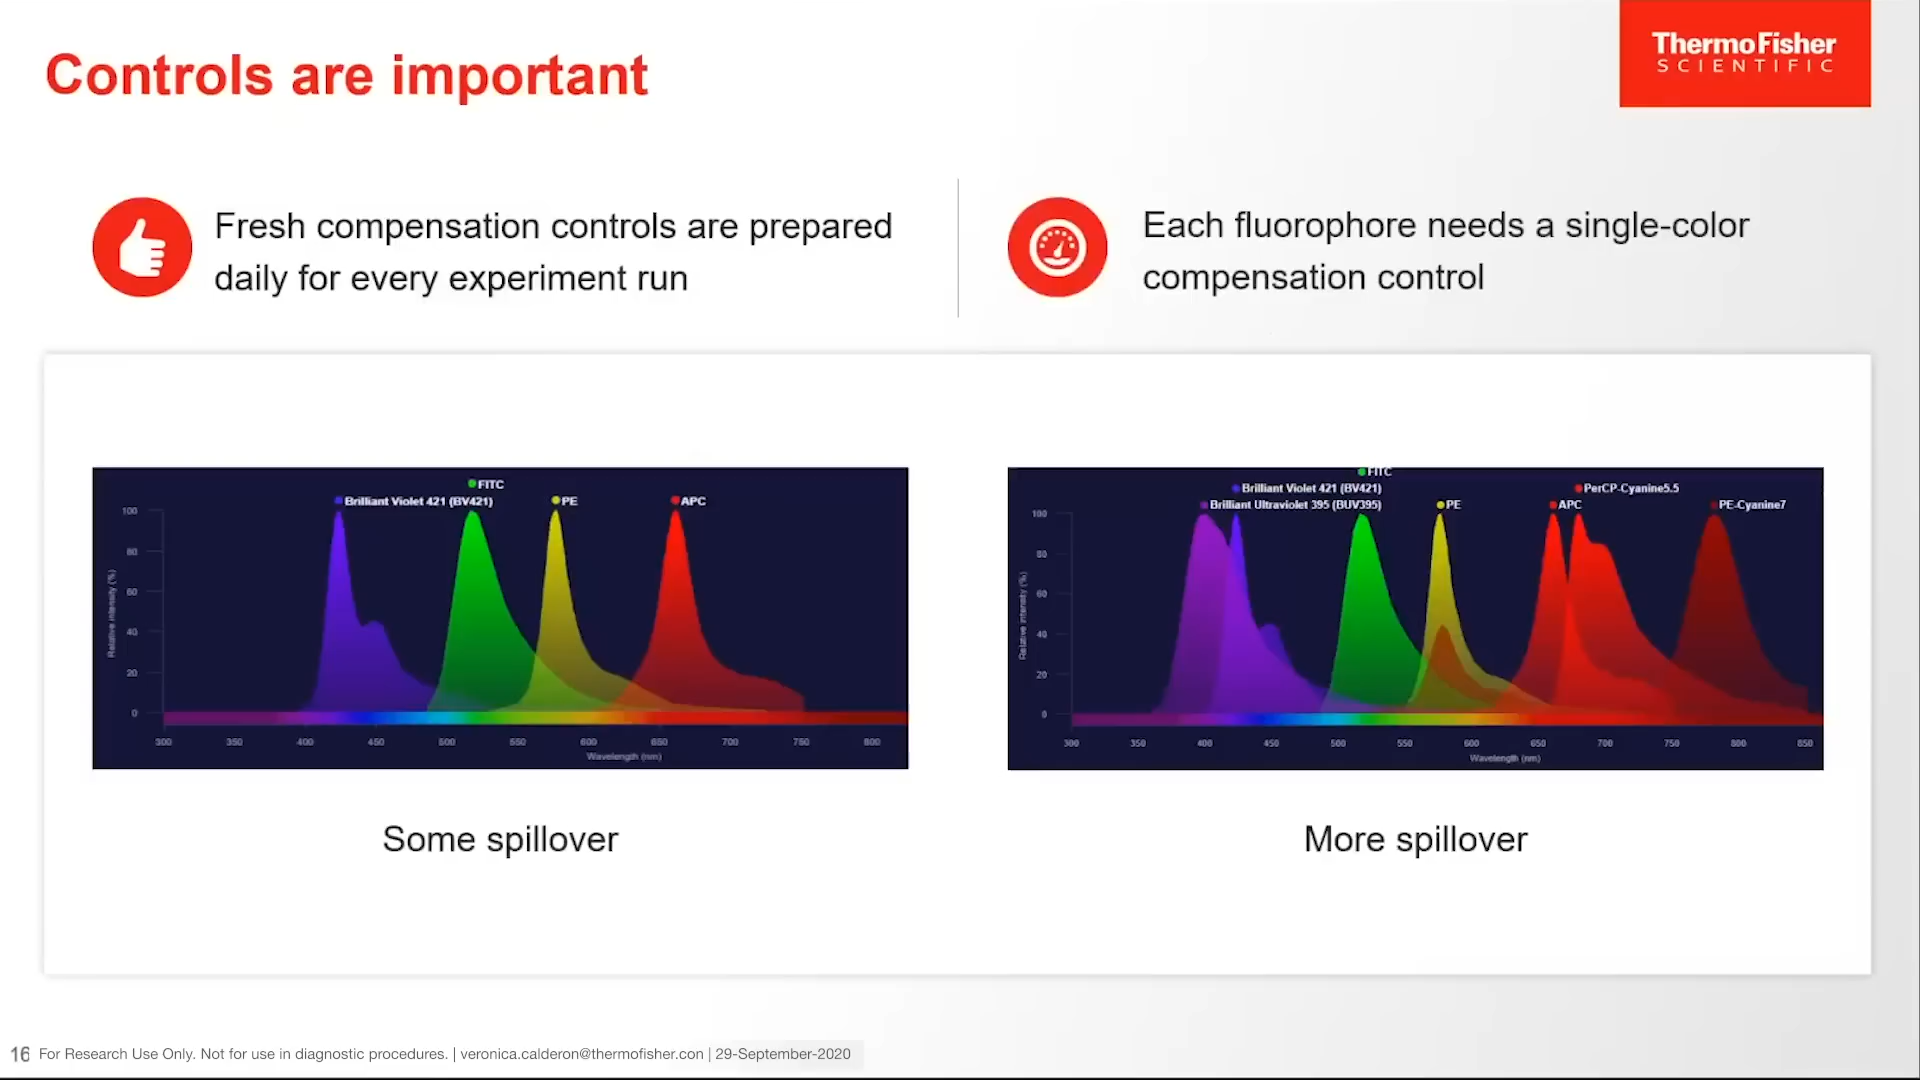 Controls are important
ThermoFisher
SCIENTIFIC
Fresh compensation controls are prepared
daily for every experiment run
Each fluorophore needs a single-color
compensation control
FITC
Brilliant Violet 421 (BV421)
PE
APC
100
80
60
40
20
0
Relative intensity (%)
300 350 400 450 500 550 600 650 700 750 800
Wavelength (nm)
Some spillover
FITC
Brilliant Violet 421 (BV421)
PerCP-Cyanine5.5
Brilliant Ultraviolet 395 (BUV395)
PE
APC
PE-Cyanine7
100
80
60
40
20
0
Relative intensity (%)
300 350 400 450 500 550 600 650 700 750 800 850
Wavelength (nm)
More spillover
16 For Research Use Only. Not for use in diagnostic procedures. | veronica.calderon@thermofisher.con | 29-September-2020